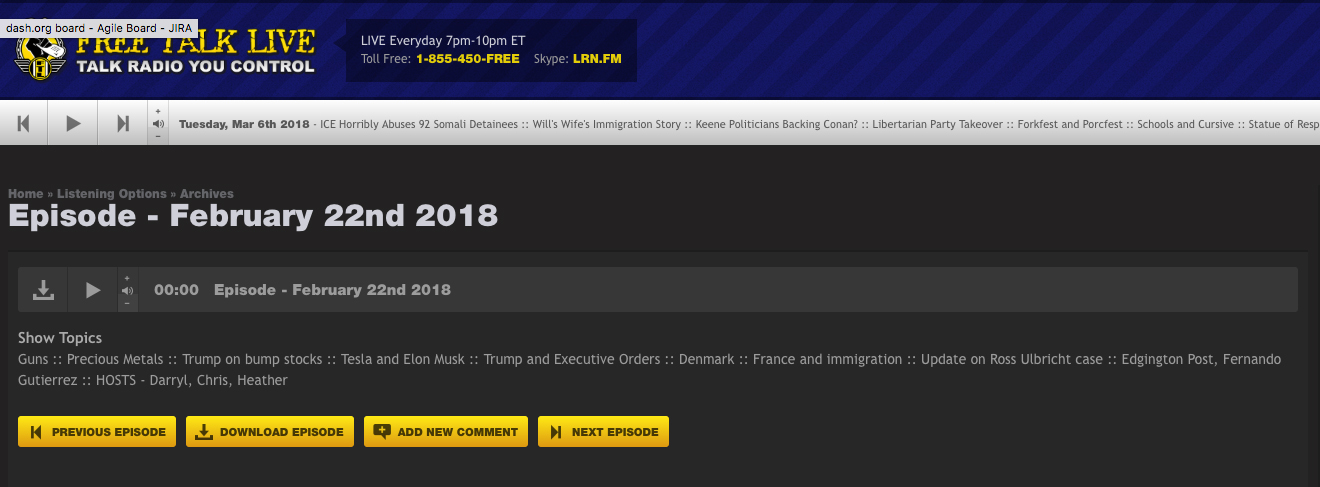 dash.org board - Agile Board - JIRA
FREE TALK LIVE
TALK RADIO YOU CONTROL
LIVE Everyday 7pm-10pm ET
Toll Free: 1-855-450-FREE Skype: LRN.FM
+
Tuesday, Mar 6th 2018 - ICE Horribly Abuses 92 Somali Detainees :: Will's Wife's Immigration Story :: Keene Politicians Backing Conan? :: Libertarian Party Takeover :: Forkfest and Porcfest :: Schools and Cursive :: Statue of Resp
-
Home » Listening Options » Archives
Episode - February 22nd 2018
+
00:00 Episode - February 22nd 2018
-
Show Topics
Guns :: Precious Metals :: Trump on bump stocks :: Tesla and Elon Musk :: Trump and Executive Orders :: Denmark :: France and immigration :: Update on Ross Ulbricht case :: Edgington Post, Fernando
Gutierrez :: HOSTS - Darryl, Chris, Heather
PREVIOUS EPISODE DOWNLOAD EPISODE ADD NEW COMMENT NEXT EPISODE